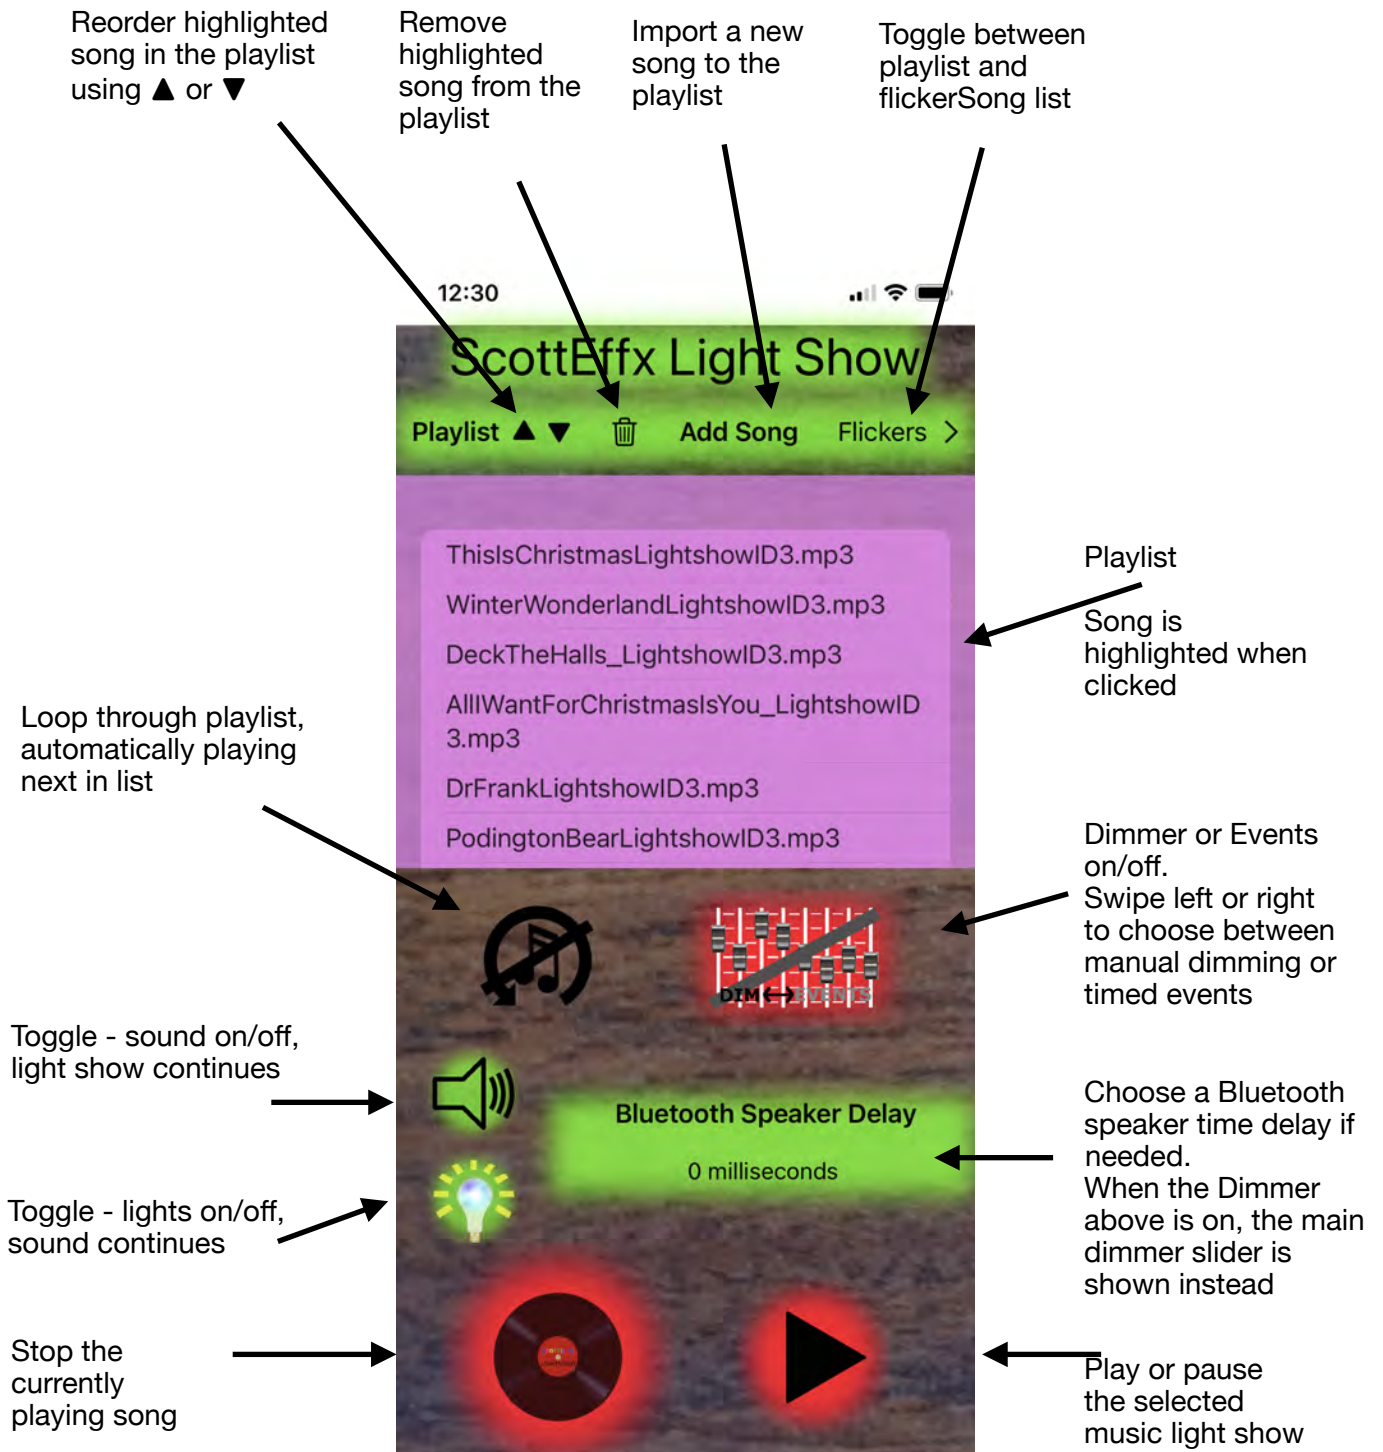 Reorder highlighted
song in the playlist
using ▲ or ▼
Remove
highlighted
song from the
playlist
Import a new
song to the
playlist
Toggle between
playlist and
flickerSong list
12:30
ScottEffx Light Show
Playlist ▲ ▼ Add Song Flickers >
ThisIsChristmasLightshowID3.mp3
WinterWonderlandLightshowID3.mp3
DeckTheHalls_LightshowID3.mp3
AllIWantForChristmasIsYou_LightshowID
3.mp3
DrFrankLightshowID3.mp3
PodingtonBearLightshowID3.mp3
Playlist
Song is
highlighted when
clicked
Loop through playlist,
automatically playing
next in list
DIM↔EVENTS
Dimmer or Events
on/off.
Swipe left or right
to choose between
manual dimming or
timed events
Toggle - sound on/off,
light show continues
Bluetooth Speaker Delay
0 milliseconds
Choose a Bluetooth
speaker time delay if
needed.
When the Dimmer
above is on, the main
dimmer slider is
shown instead
Toggle - lights on/off,
sound continues
Stop the
currently
playing song
Play or pause
the selected
music light show